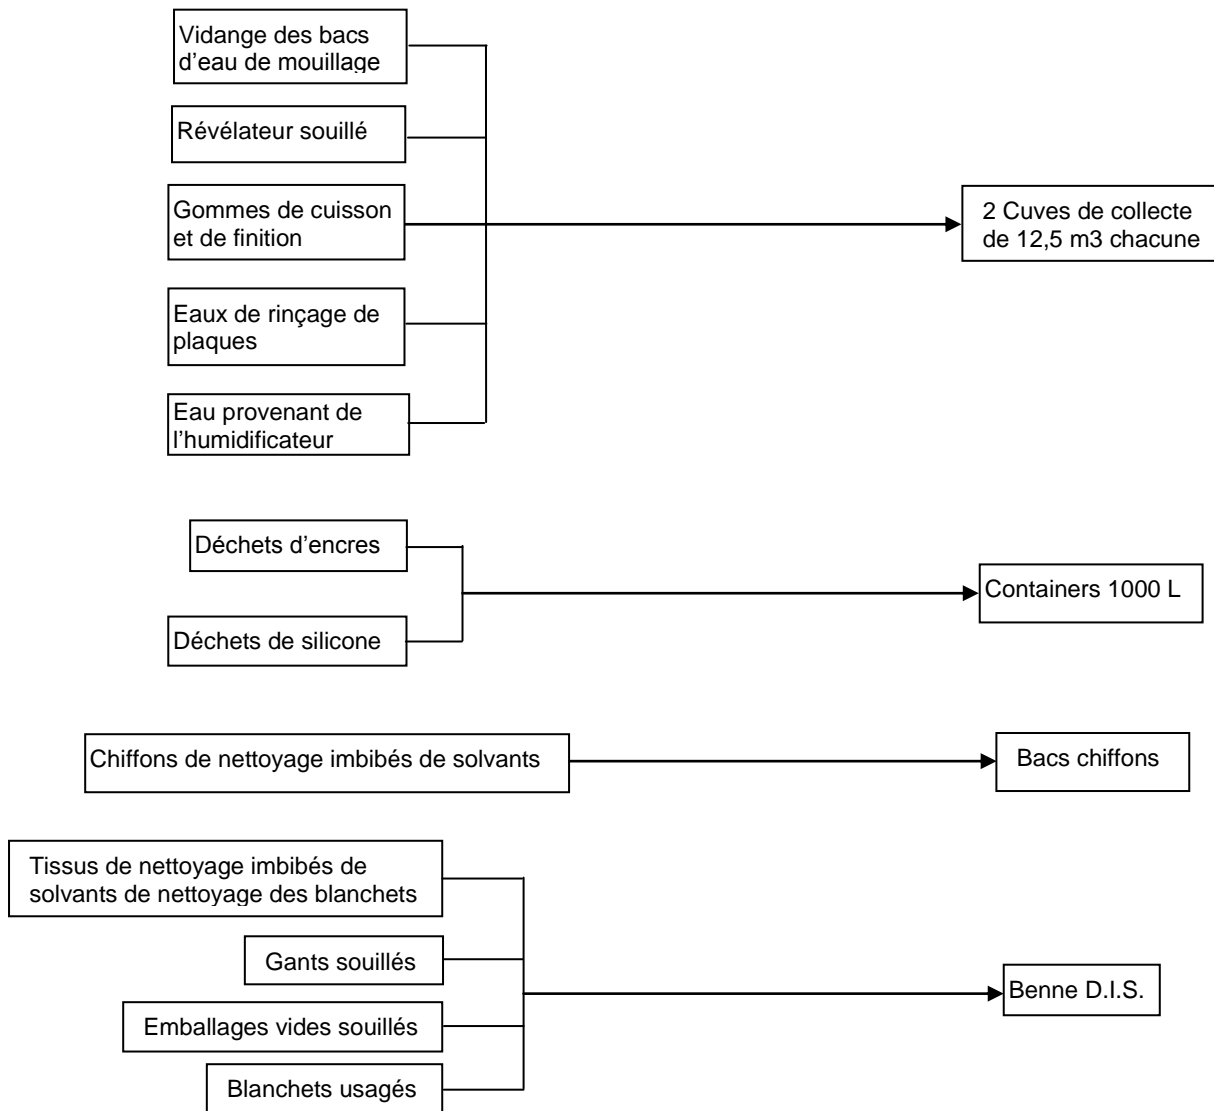 Vidange des bacs
d’eau de mouillage
Révélateur souillé
Gommes de cuisson
et de finition
2 Cuves de collecte
de 12,5 m3 chacune
Eaux de rinçage de
plaques
Eau provenant de
l’humidificateur
Déchets d’encres
Containers 1000 L
Déchets de silicone
Chiffons de nettoyage imbibés de solvants
Bacs chiffons
Tissus de nettoyage imbibés de
solvants de nettoyage des blanchets
Gants souillés
Benne D.I.S.
Emballages vides souillés
Blanchets usagés